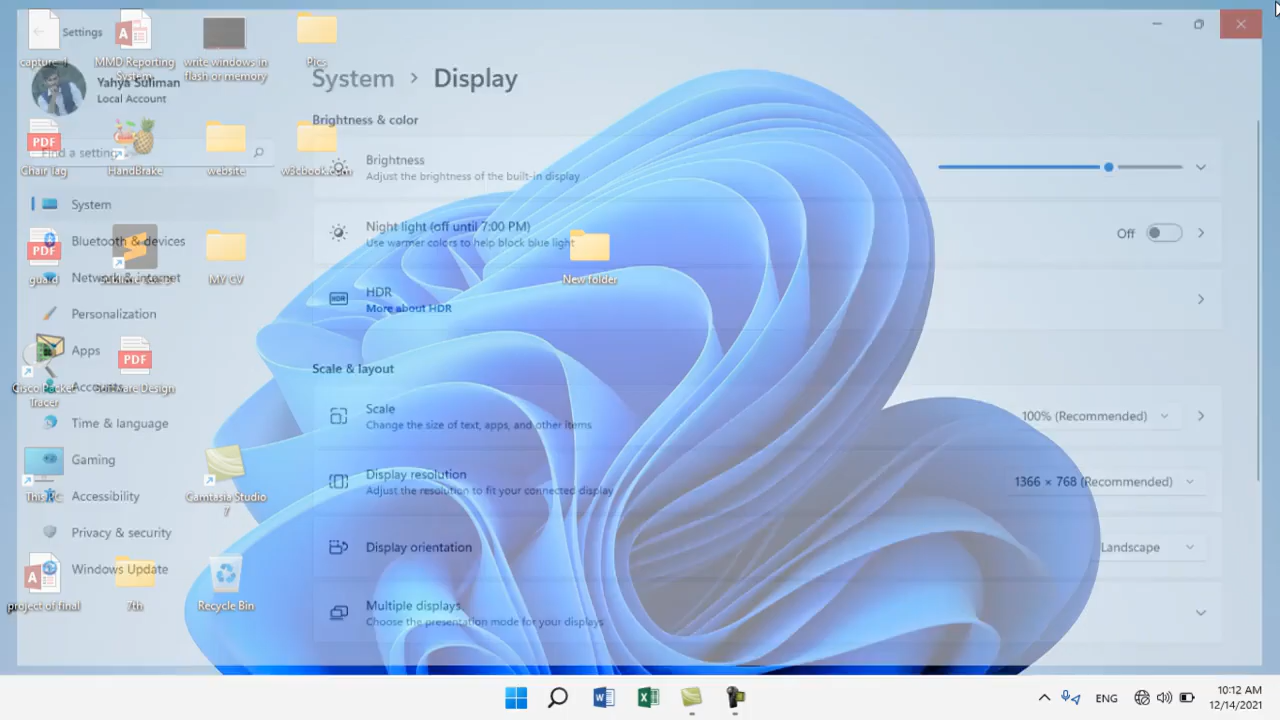 Settings
Yahya Suliman
Local Account
Find a setting
System
Bluetooth & devices
Network & internet
Personalization
Apps
Accounts
Time & language
Gaming
Accessibility
Privacy & security
Windows Update
System > Display
Brightness & color
Brightness
Adjust the brightness of the built-in display
Night light (off until 7:00 PM)
Use warmer colors to help block blue light
Off
HDR
More about HDR
Scale & layout
Scale
Change the size of text, apps, and other items
100% (Recommended)
Display resolution
Adjust the resolution to fit your connected display
1366 × 768 (Recommended)
Display orientation
Landscape
Multiple displays
Choose the presentation mode for your displays
MMD Reporting
System
write windows in
flash or memory
Pics
PDF
Chair Tag
HandBrake
website
PDF
guard
MY CV
New folder
Cisco Packet
Tracer
PDF
Software Design
This PC
Camtasia Studio
7
project of final
7th
Recycle Bin
ENG
10:12 AM
12/14/2021